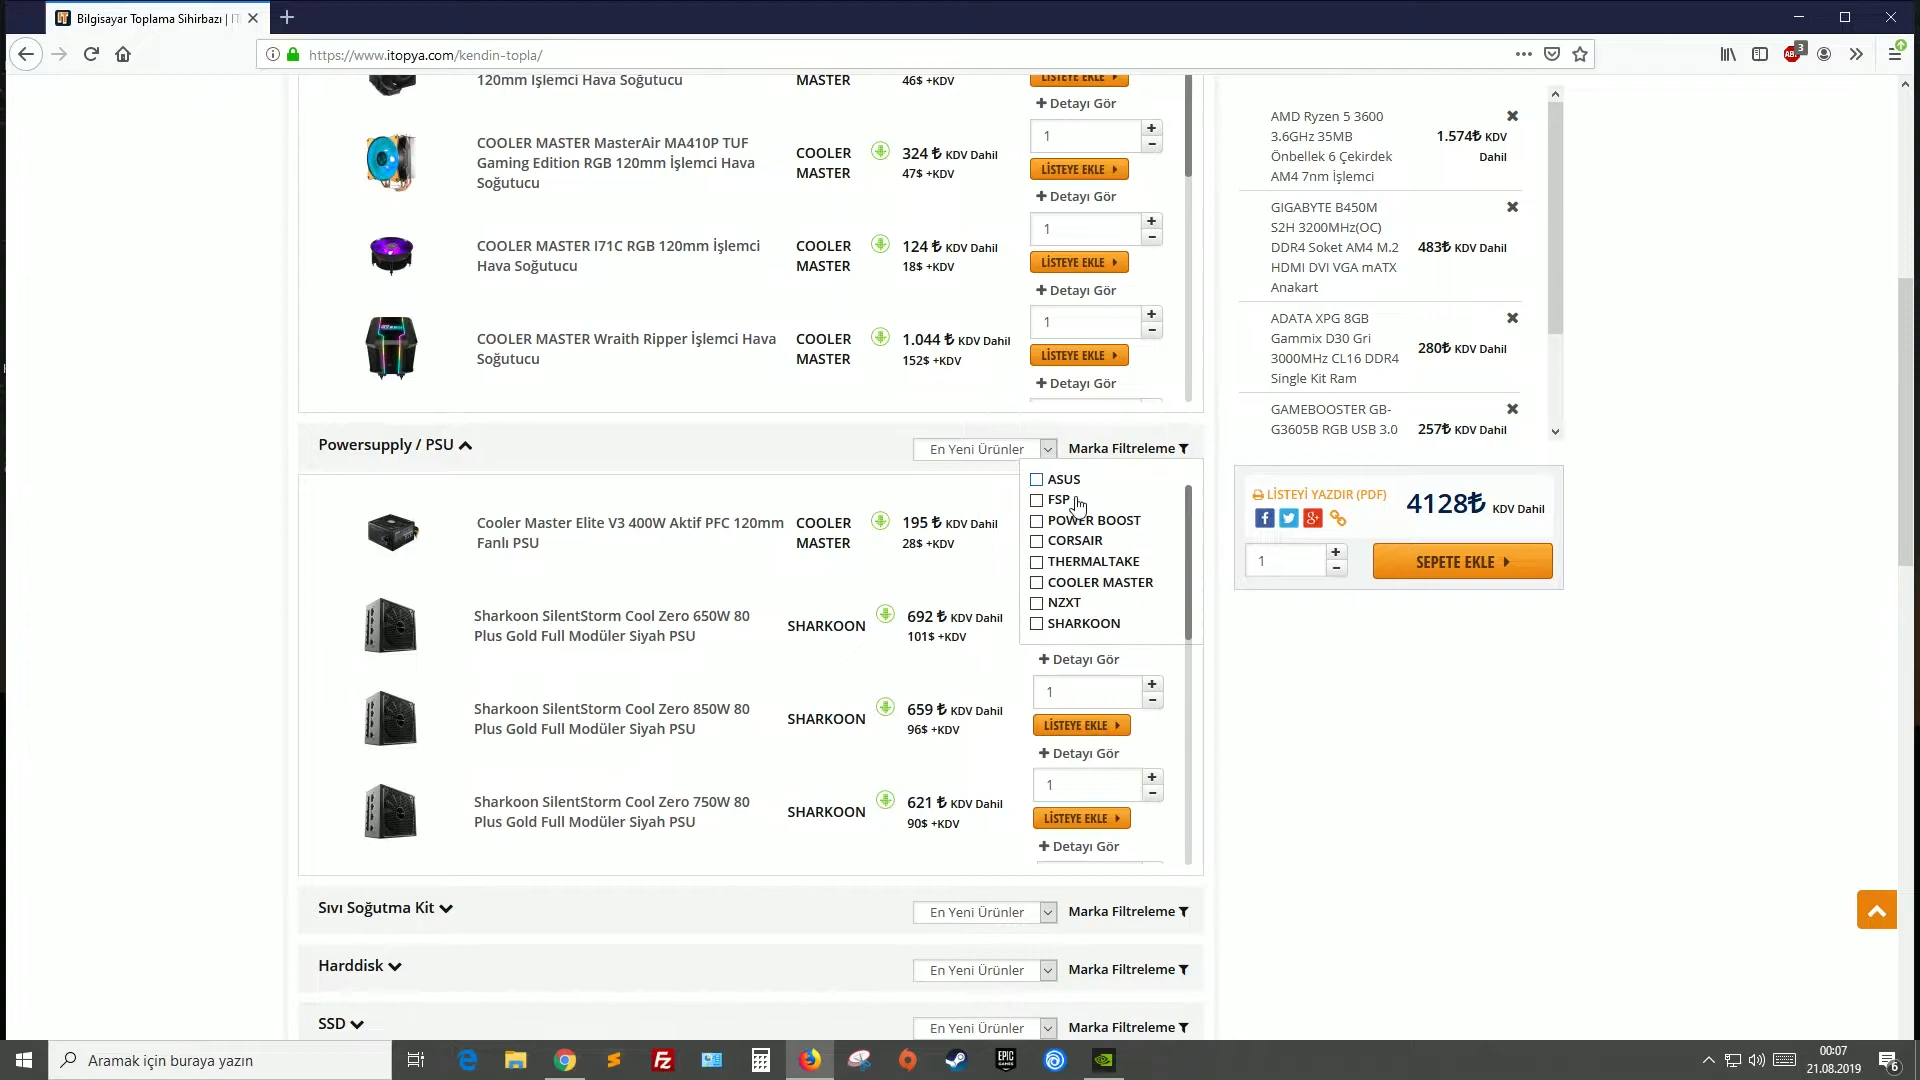 Bilgisayar Toplama Sihirbazı | İT
https://www.itopya.com/kendin-topla/
ABP 3
120mm İşlemci Hava Soğutucu
MASTER
46$ +KDV
LİSTEYE EKLE
Detayı Gör
COOLER MASTER MasterAir MA410P TUF
Gaming Edition RGB 120mm İşlemci Hava
Soğutucu
COOLER
MASTER
324 ₺ KDV Dahil
47$ +KDV
1
LİSTEYE EKLE
Detayı Gör
COOLER MASTER I71C RGB 120mm İşlemci
Hava Soğutucu
COOLER
MASTER
124 ₺ KDV Dahil
18$ +KDV
1
LİSTEYE EKLE
Detayı Gör
COOLER MASTER Wraith Ripper İşlemci Hava
Soğutucu
COOLER
MASTER
1.044 ₺ KDV Dahil
152$ +KDV
1
LİSTEYE EKLE
Detayı Gör
Powersupply / PSU
En Yeni Ürünler
Marka Filtreleme
ASUS
FSP
POWER BOOST
CORSAIR
THERMALTAKE
COOLER MASTER
NZXT
SHARKOON
Cooler Master Elite V3 400W Aktif PFC 120mm
Fanlı PSU
COOLER
MASTER
195 ₺ KDV Dahil
28$ +KDV
Sharkoon SilentStorm Cool Zero 650W 80
Plus Gold Full Modüler Siyah PSU
SHARKOON
692 ₺ KDV Dahil
101$ +KDV
Detayı Gör
Sharkoon SilentStorm Cool Zero 850W 80
Plus Gold Full Modüler Siyah PSU
SHARKOON
659 ₺ KDV Dahil
96$ +KDV
1
LİSTEYE EKLE
Detayı Gör
Sharkoon SilentStorm Cool Zero 750W 80
Plus Gold Full Modüler Siyah PSU
SHARKOON
621 ₺ KDV Dahil
90$ +KDV
1
LİSTEYE EKLE
Detayı Gör
Sıvı Soğutma Kit
En Yeni Ürünler
Marka Filtreleme
Harddisk
En Yeni Ürünler
Marka Filtreleme
SSD
En Yeni Ürünler
Marka Filtreleme
AMD Ryzen 5 3600
3.6GHz 35MB
Önbellek 6 Çekirdek
AM4 7nm İşlemci
1.574₺ KDV
Dahil
GIGABYTE B450M
S2H 3200MHz(OC)
DDR4 Soket AM4 M.2
HDMI DVI VGA mATX
Anakart
483₺ KDV Dahil
ADATA XPG 8GB
Gammix D30 Gri
3000MHz CL16 DDR4
Single Kit Ram
280₺ KDV Dahil
GAMEBOOSTER GB-
G3605B RGB USB 3.0
257₺ KDV Dahil
LİSTEYİ YAZDIR (PDF)
4128₺ KDV Dahil
1
SEPETE EKLE
Aramak için buraya yazın
EPIC
GAMES
00:07
21.08.2019
6